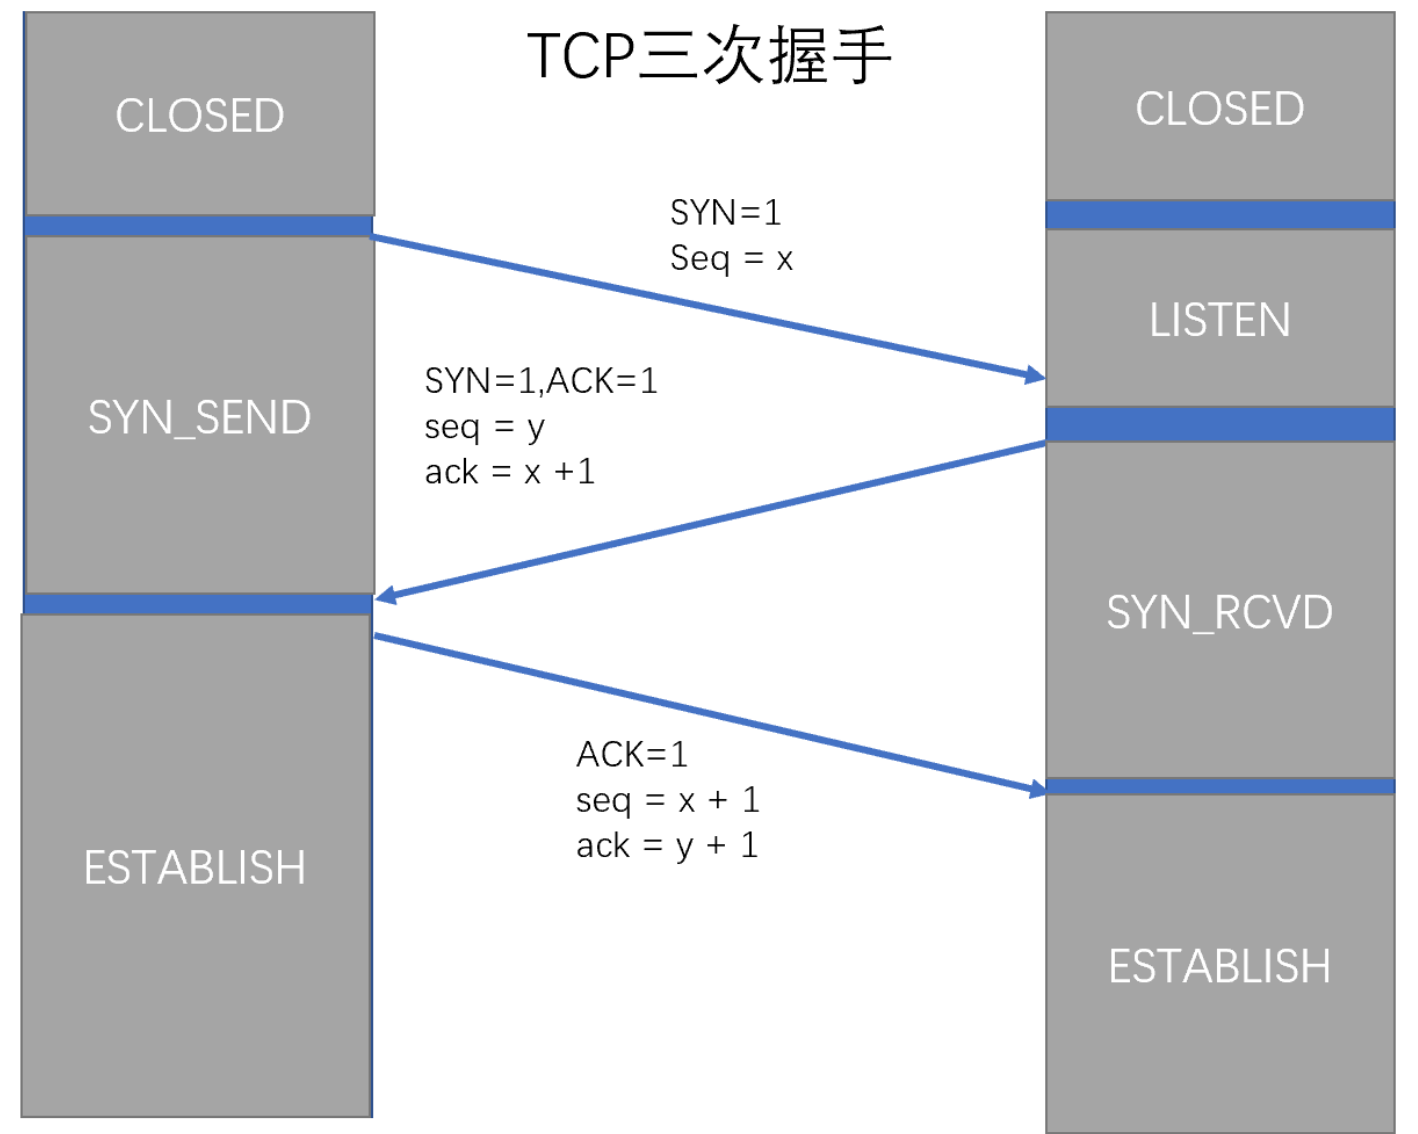 TCP三次握手
CLOSED
CLOSED
SYN=1
Seq = x
LISTEN
SYN=1,ACK=1
seq = y
ack = x +1
SYN_SEND
SYN_RCVD
ACK=1
seq = x + 1
ack = y + 1
ESTABLISH
ESTABLISH